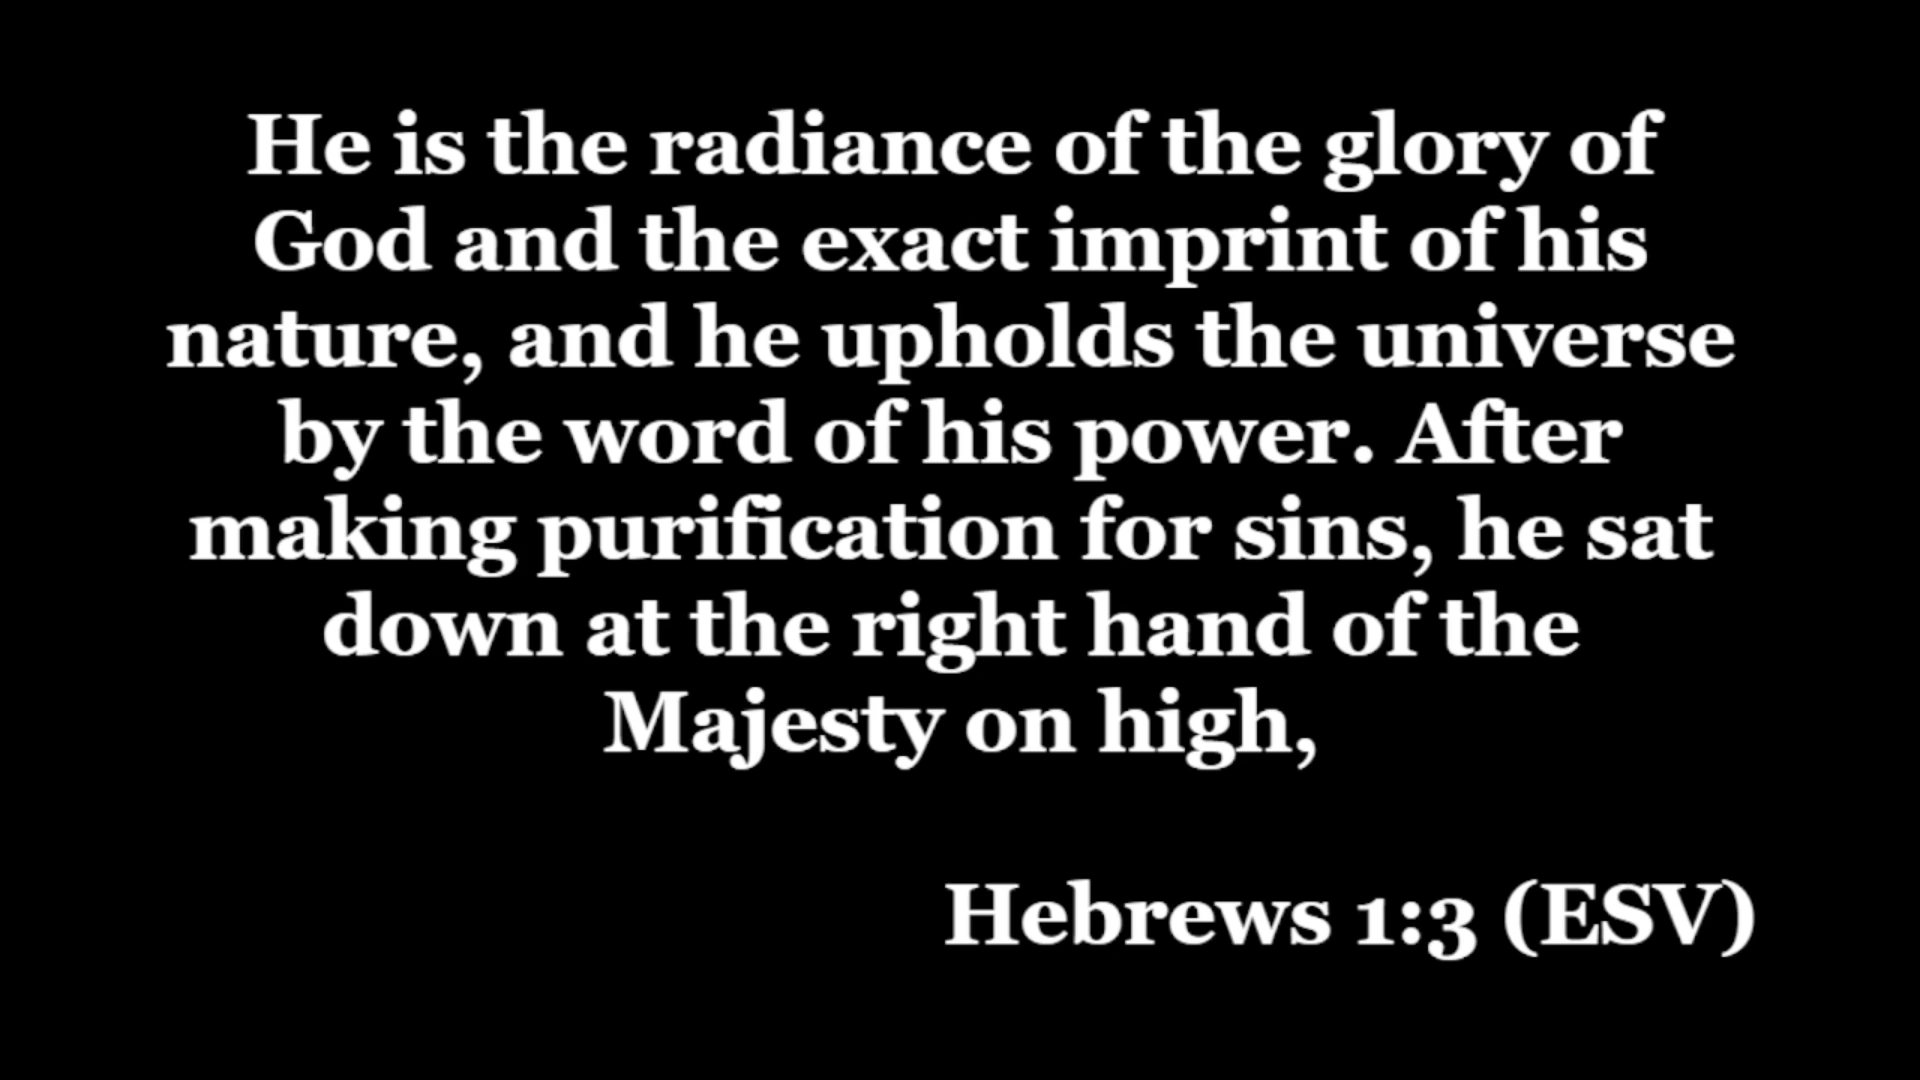 He is the radiance of the glory of
God and the exact imprint of his
nature, and he upholds the universe
by the word of his power. After
making purification for sins, he sat
down at the right hand of the
Majesty on high,
Hebrews 1:3 (ESV)